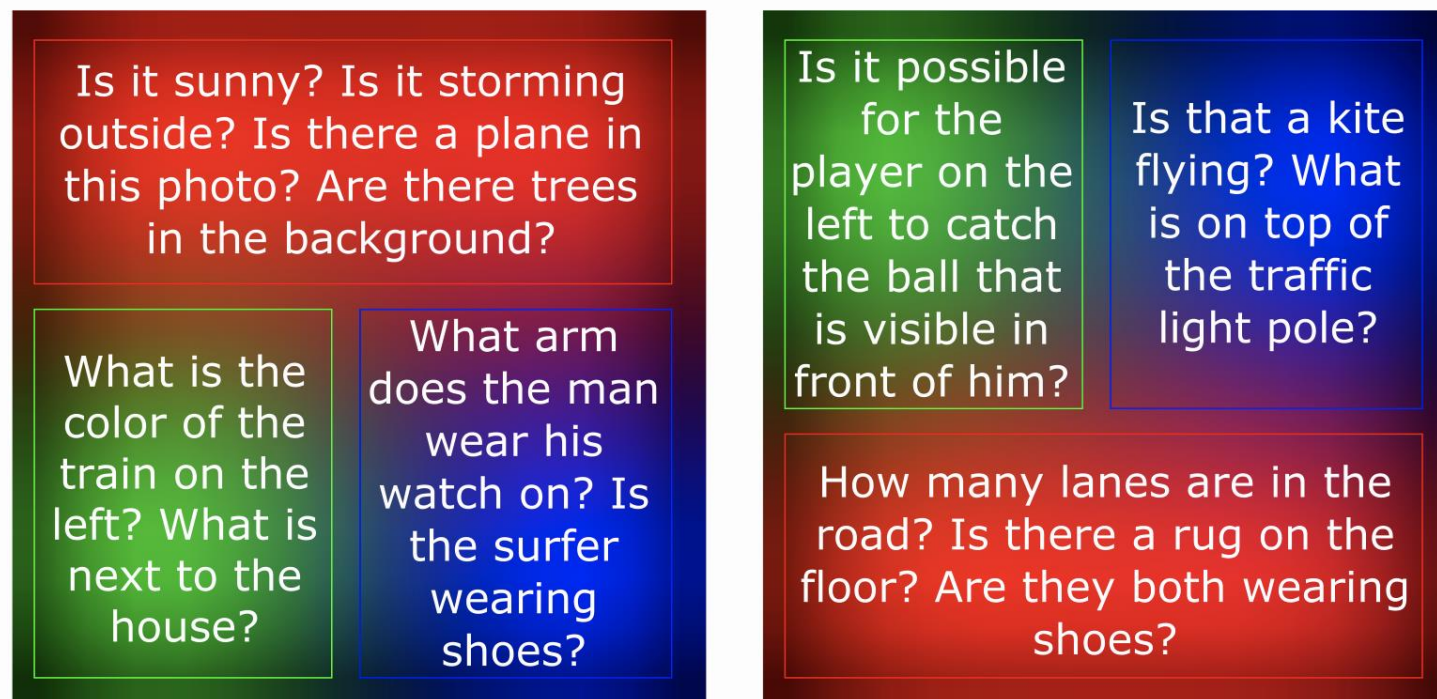 Is it sunny? Is it storming
outside? Is there a plane in
this photo? Are there trees
in the background?
What is the
color of the
train on the
left? What is
next to the
house?
What arm
does the man
wear his
watch on? Is
the surfer
wearing
shoes?
Is it possible
for the
player on the
left to catch
the ball that
is visible in
front of him?
Is that a kite
flying? What
is on top of
the traffic
light pole?
How many lanes are in the
road? Is there a rug on the
floor? Are they both wearing
shoes?